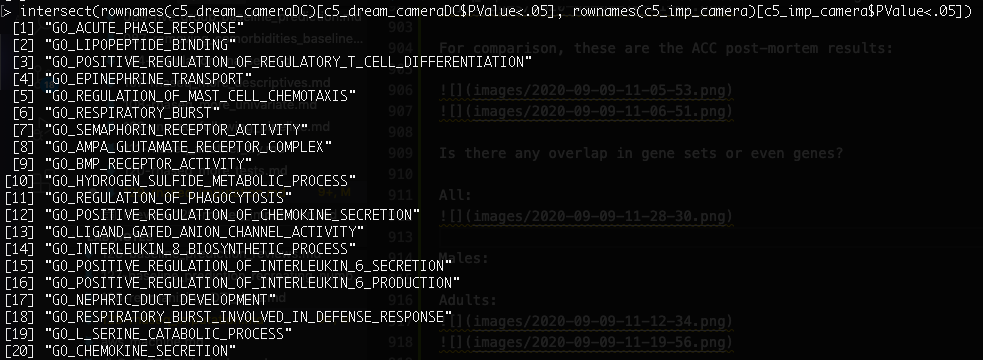 > intersect(rownames(c5_dream_cameraDC)[c5_dream_cameraDC$PValue<.05], rownames(c5_imp_camera)[c5_imp_camera$PValue<.05])
[1] "GO_ACUTE_PHASE_RESPONSE"
[2] "GO_LIPOPEPTIDE_BINDING"
[3] "GO_POSITIVE_REGULATION_OF_REGULATORY_T_CELL_DIFFERENTIATION"
[4] "GO_EPINEPHRINE_TRANSPORT"
[5] "GO_REGULATION_OF_MAST_CELL_CHEMOTAXIS"
[6] "GO_RESPIRATORY_BURST"
[7] "GO_SEMAPHORIN_RECEPTOR_ACTIVITY"
[8] "GO_AMPA_GLUTAMATE_RECEPTOR_COMPLEX"
[9] "GO_BMP_RECEPTOR_ACTIVITY"
[10] "GO_HYDROGEN_SULFIDE_METABOLIC_PROCESS"
[11] "GO_REGULATION_OF_PHAGOCYTOSIS"
[12] "GO_POSITIVE_REGULATION_OF_CHEMOKINE_SECRETION"
[13] "GO_LIGAND_GATED_ANION_CHANNEL_ACTIVITY"
[14] "GO_INTERLEUKIN_8_BIOSYNTHETIC_PROCESS"
[15] "GO_POSITIVE_REGULATION_OF_INTERLEUKIN_6_SECRETION"
[16] "GO_POSITIVE_REGULATION_OF_INTERLEUKIN_6_PRODUCTION"
[17] "GO_NEPHRIC_DUCT_DEVELOPMENT"
[18] "GO_RESPIRATORY_BURST_INVOLVED_IN_DEFENSE_RESPONSE"
[19] "GO_L_SERINE_CATABOLIC_PROCESS"
[20] "GO_CHEMOKINE_SECRETION"
903
904 For comparison, these are the ACC post-mortem results:
905
906 ![](images/2020-09-09-11-05-53.png)
907 ![](images/2020-09-09-11-06-51.png)
908
909 Is there any overlap in gene sets or even genes?
910
911 All:
912 ![](images/2020-09-09-11-28-30.png)
913
Males:
916 Adults:
917 ![](images/2020-09-09-11-12-34.png)
918 ![](images/2020-09-09-11-19-56.png)